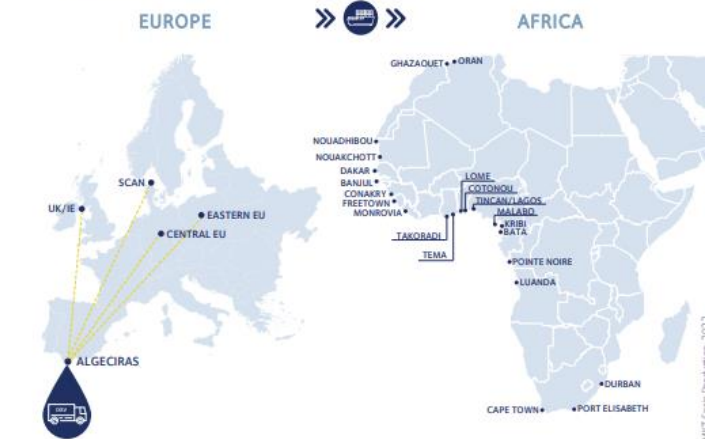 EUROPE
AFRICA
GHAZAOUET
ORAN
NOUADHIBOU
NOUAKCHOTT
DAKAR
BANJUL
CONAKRY
FREETOWN
MONROVIA
LOME
COTONOU
TINCAN/LAGOS
MALABO
KRIBI
BATA
TAKORADI
TEMA
POINTE NOIRE
LUANDA
DURBAN
CAPE TOWN
PORT ELISABETH
SCAN
UK/IE
EASTERN EU
CENTRAL EU
ALGECIRAS